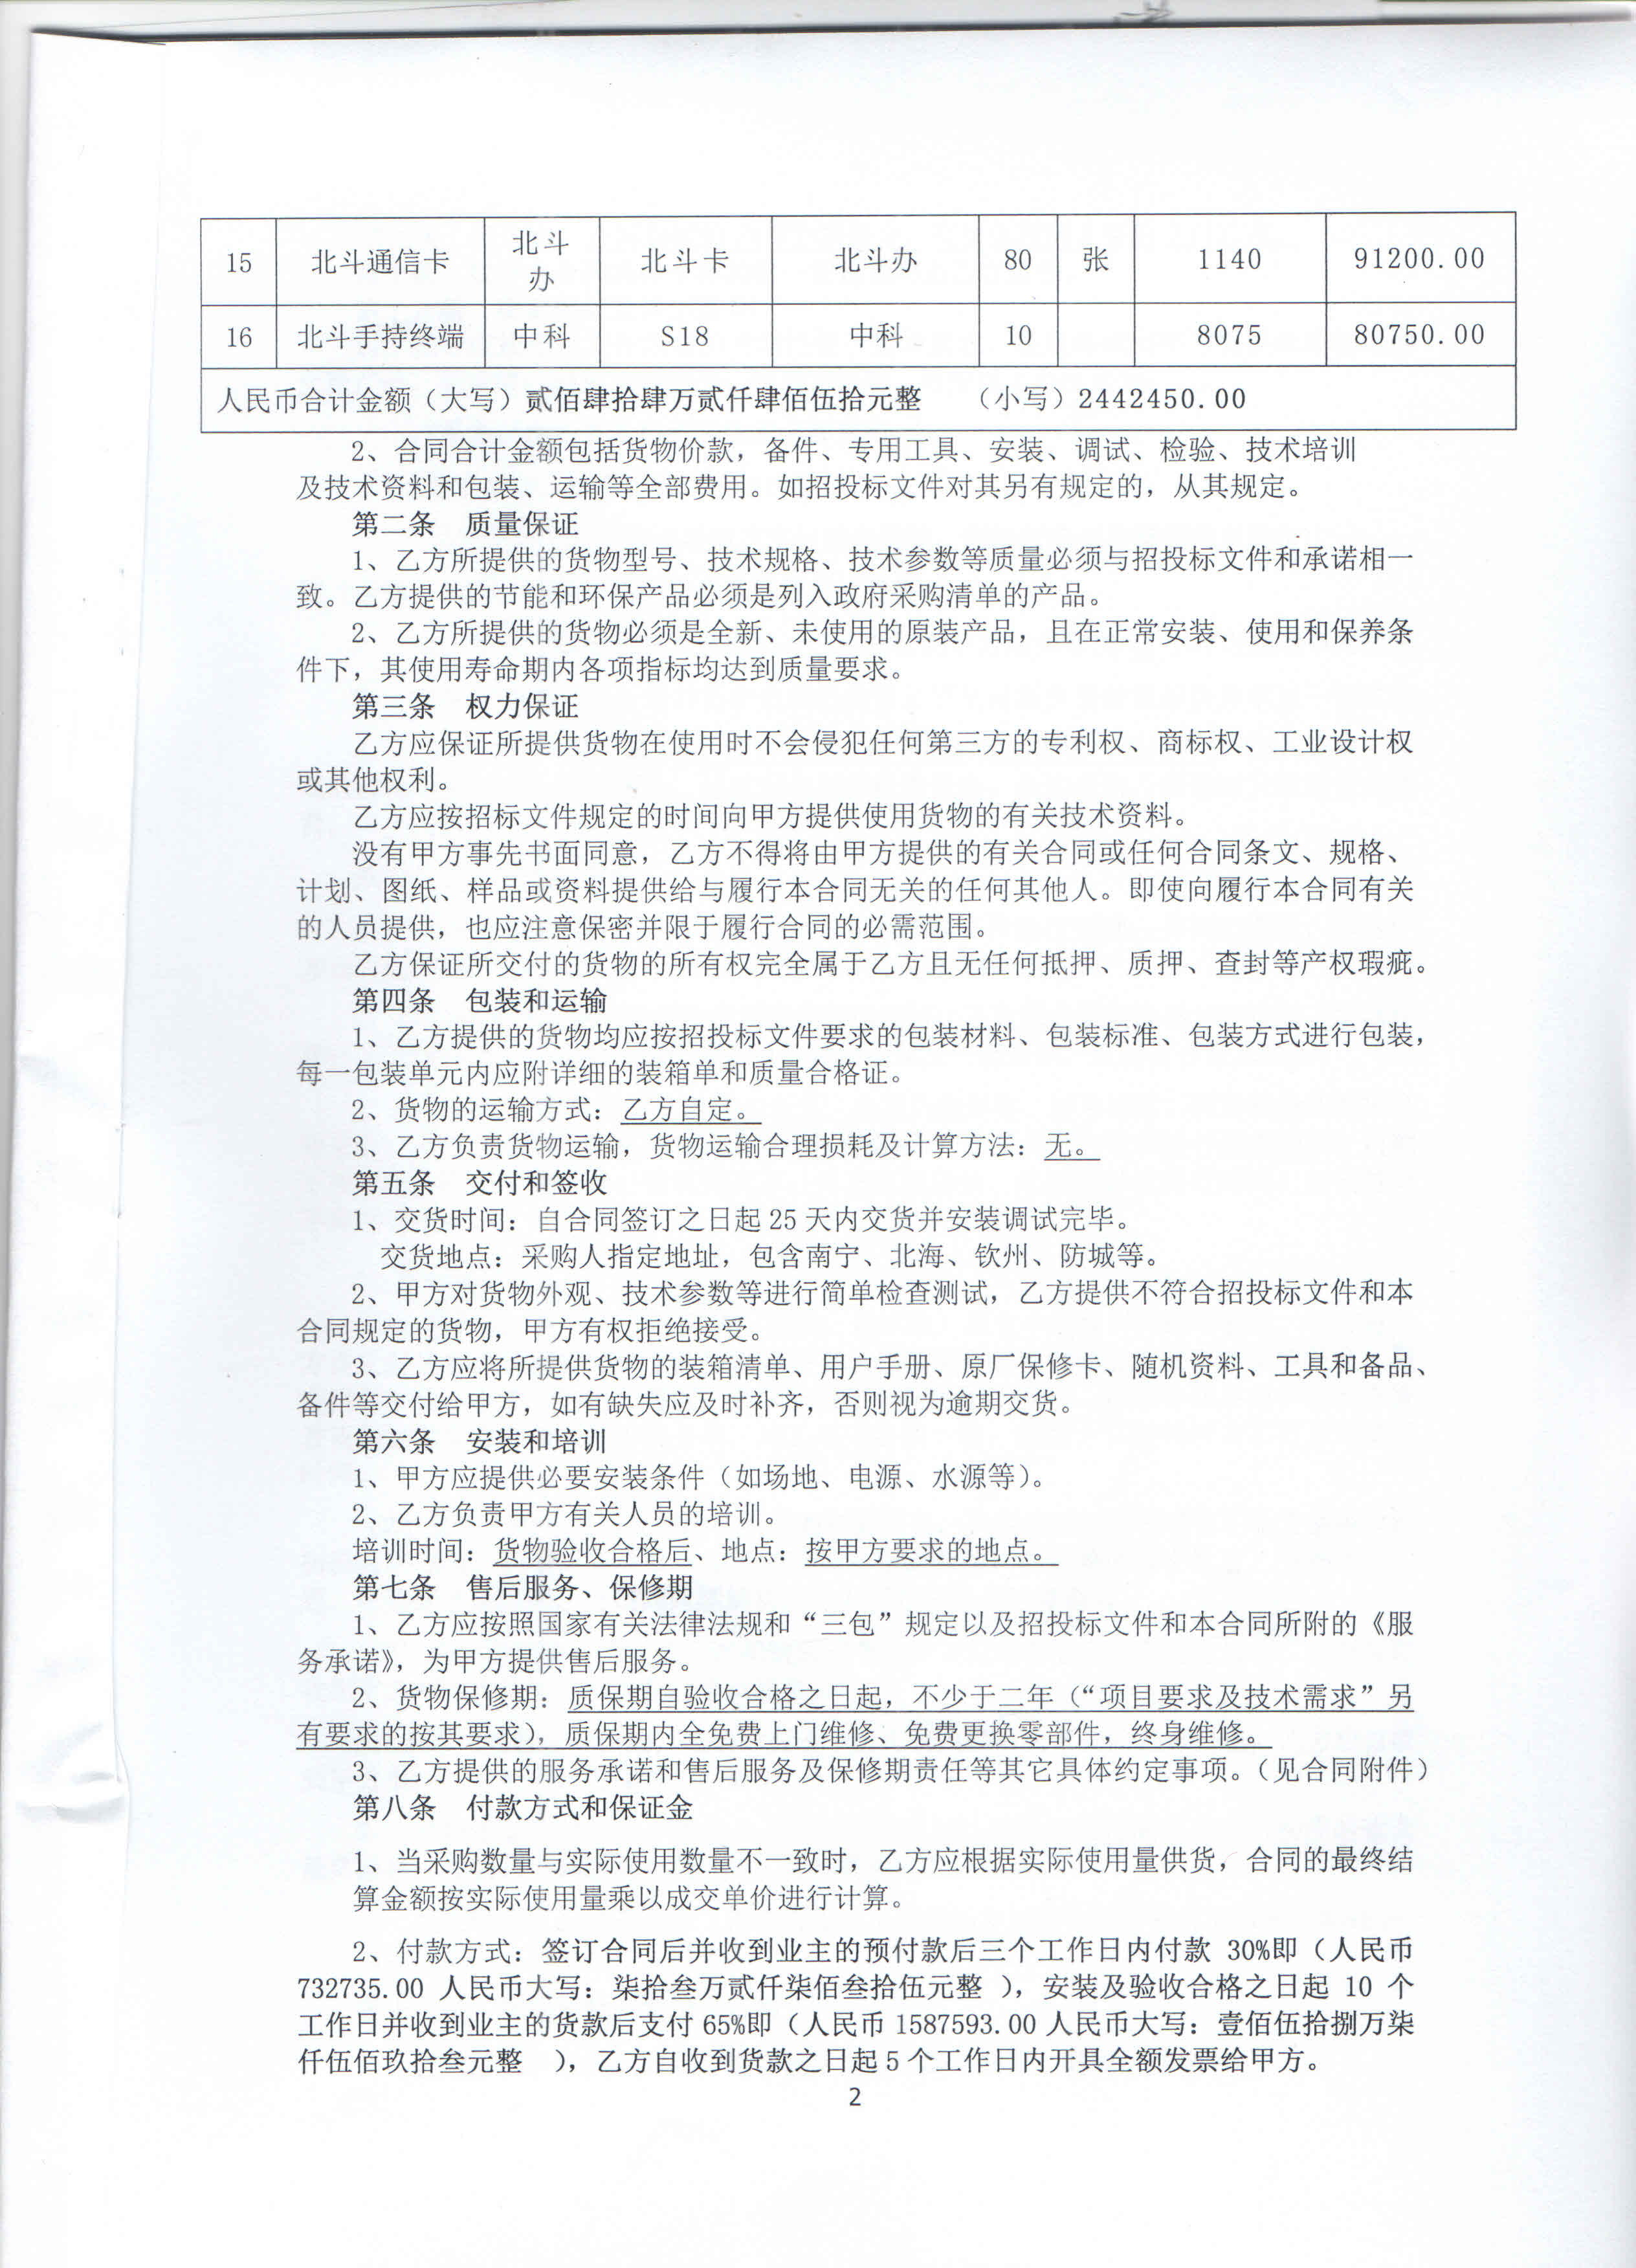 15 北斗通信卡 北斗办 北斗卡 北斗办 80 张 1140 91200.00
16 北斗手持终端 中科 S18 中科 10 8075 80750.00
人民币合计金额（大写）贰佰肆拾肆万贰仟肆佰伍拾元整 （小写）2442450.00
2、合同合计金额包括货物价款，备件、专用工具、安装、调试、检验、技术培训
及技术资料和包装、运输等全部费用。如招投标文件对其另有规定的，从其规定。
第二条 质量保证
1、乙方所提供的货物型号、技术规格、技术参数等质量必须与招投标文件和承诺相一
致。乙方提供的节能和环保产品必须是列入政府采购清单的产品。
2、乙方所提供的货物必须是全新、未使用的原装产品，且在正常安装、使用和保养条
件下，其使用寿命期内各项指标均达到质量要求。
第三条 权力保证
乙方应保证所提供货物在使用时不会侵犯任何第三方的专利权、商标权、工业设计权
或其他权利。
乙方应按招标文件规定的时间向甲方提供使用货物的有关技术资料。
没有甲方事先书面同意，乙方不得将由甲方提供的有关合同或任何合同条文、规格、
计划、图纸、样品或资料提供给与履行本合同无关的任何其他人。即使向履行本合同有关
的人员提供，也应注意保密并限于履行合同的必需范围。
乙方保证所交付的货物的所有权完全属于乙方且无任何抵押、质押、查封等产权瑕疵。
第四条 包装和运输
1、乙方提供的货物均应按招投标文件要求的包装材料、包装标准、包装方式进行包装，
每一包装单元内应附详细的装箱单和质量合格证。
2、货物的运输方式：乙方自定。
3、乙方负责货物运输，货物运输合理损耗及计算方法：无。
第五条 交付和签收
1、交货时间：自合同签订之日起25天内交货并安装调试完毕。
交货地点：采购人指定地址，包含南宁、北海、钦州、防城等。
2、甲方对货物外观、技术参数等进行简单检查测试，乙方提供不符合招投标文件和本
合同规定的货物，甲方有权拒绝接受。
3、乙方应将所提供货物的装箱清单、用户手册、原厂保修卡、随机资料、工具和备品、
备件等交付给甲方，如有缺失应及时补齐，否则视为逾期交货。
第六条 安装和培训
1、甲方应提供必要安装条件（如场地、电源、水源等）。
2、乙方负责甲方有关人员的培训。
培训时间：货物验收合格后、地点：按甲方要求的地点。
第七条 售后服务、保修期
1、乙方应按照国家有关法律法规和“三包”规定以及招投标文件和本合同所附的《服
务承诺》，为甲方提供售后服务。
2、货物保修期：质保期自验收合格之日起，不少于二年（“项目要求及技术需求”另
有要求的按其要求），质保期内全免费上门维修、免费更换零部件，终身维修。
3、乙方提供的服务承诺和售后服务及保修期责任等其它具体约定事项。（见合同附件）
第八条 付款方式和保证金
1、当采购数量与实际使用数量不一致时，乙方应根据实际使用量供货，合同的最终结
算金额按实际使用量乘以成交单价进行计算。
2、付款方式：签订合同后并收到业主的预付款后三个工作日内付款 30%即（人民币
732735.00 人民币大写：柒拾叁万贰仟柒佰叁拾伍元整 ），安装及验收合格之日起 10 个
工作日并收到业主的货款后支付65%即（人民币1587593.00人民币大写：壹佰伍拾捌万柒
仟伍佰玖拾叁元整 ），乙方自收到货款之日起5个工作日内开具全额发票给甲方。
2